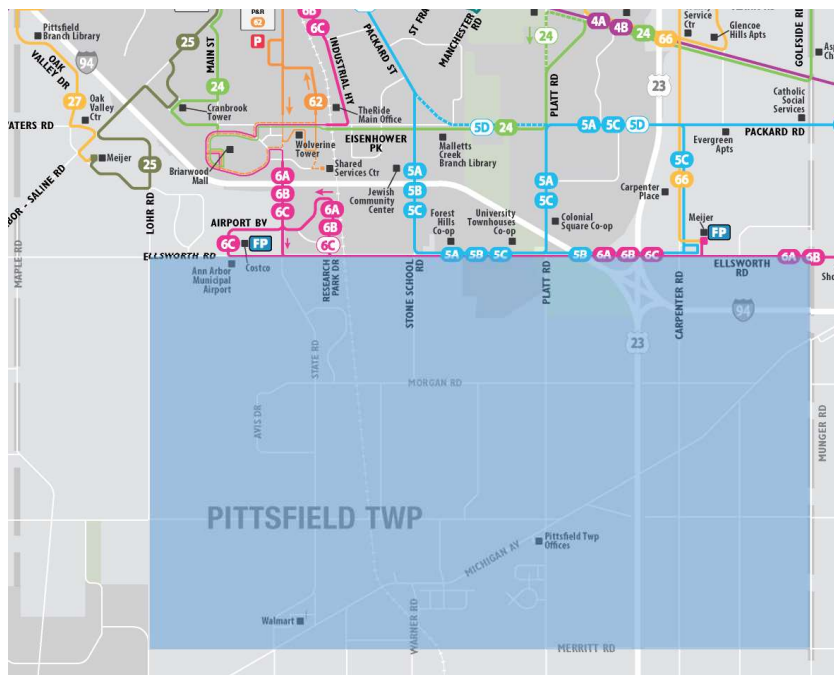 Pittsfield
Branch Library
OAK
VALLEY DR
94
25
MAIN ST
P&R
62
P
6B
6C
INDUSTRIAL HY
PACKARD ST
ST FRA
MANCHESTER
RD
24
PLATT RD
4A
4B
24
66
23
Service
Ctr
Glencoe
Hills Apts
GOLFSIDE RD
Catholic
Social
Services
27
Oak
Valley
Ctr
24
Cranbrook
Tower
62
TheRide
Main Office
WATERS RD
EISENHOWER
PK
5D
24
5A
5C
5D
PACKARD RD
Meijer
25
Briarwood
Mall
Wolverine
Tower
Shared
Services Ctr
Malletts
Creek
Branch Library
Evergreen
Apts
BOR - SALINE RD
LOHR RD
6A
6B
6C
Jewish
Community
Center
5A
5B
5C
5A
5C
Carpenter
Place
5C
66
AIRPORT BV
6A
6B
6C
Forest
Hills
Co-op
University
Townhouses
Co-op
Colonial
Square Co-op
Meijer
FP
6C
FP
Costco
ELLSWORTH RD
Ann Arbor
Municipal
Airport
RESEARCH
PARK DR
STONE SCHOOL
RD
5A
5B
5C
PLATT RD
5B
6A
6B
6C
CARPENTER RD
ELLSWORTH
RD
6A
6B
MAPLE RD
94
23
STATE RD
MORGAN RD
AVIS DR
MUNGER RD
PITTSFIELD TWP
Pittsfield Twp
Offices
MICHIGAN AV
Walmart
WARNER RD
MERRITT RD